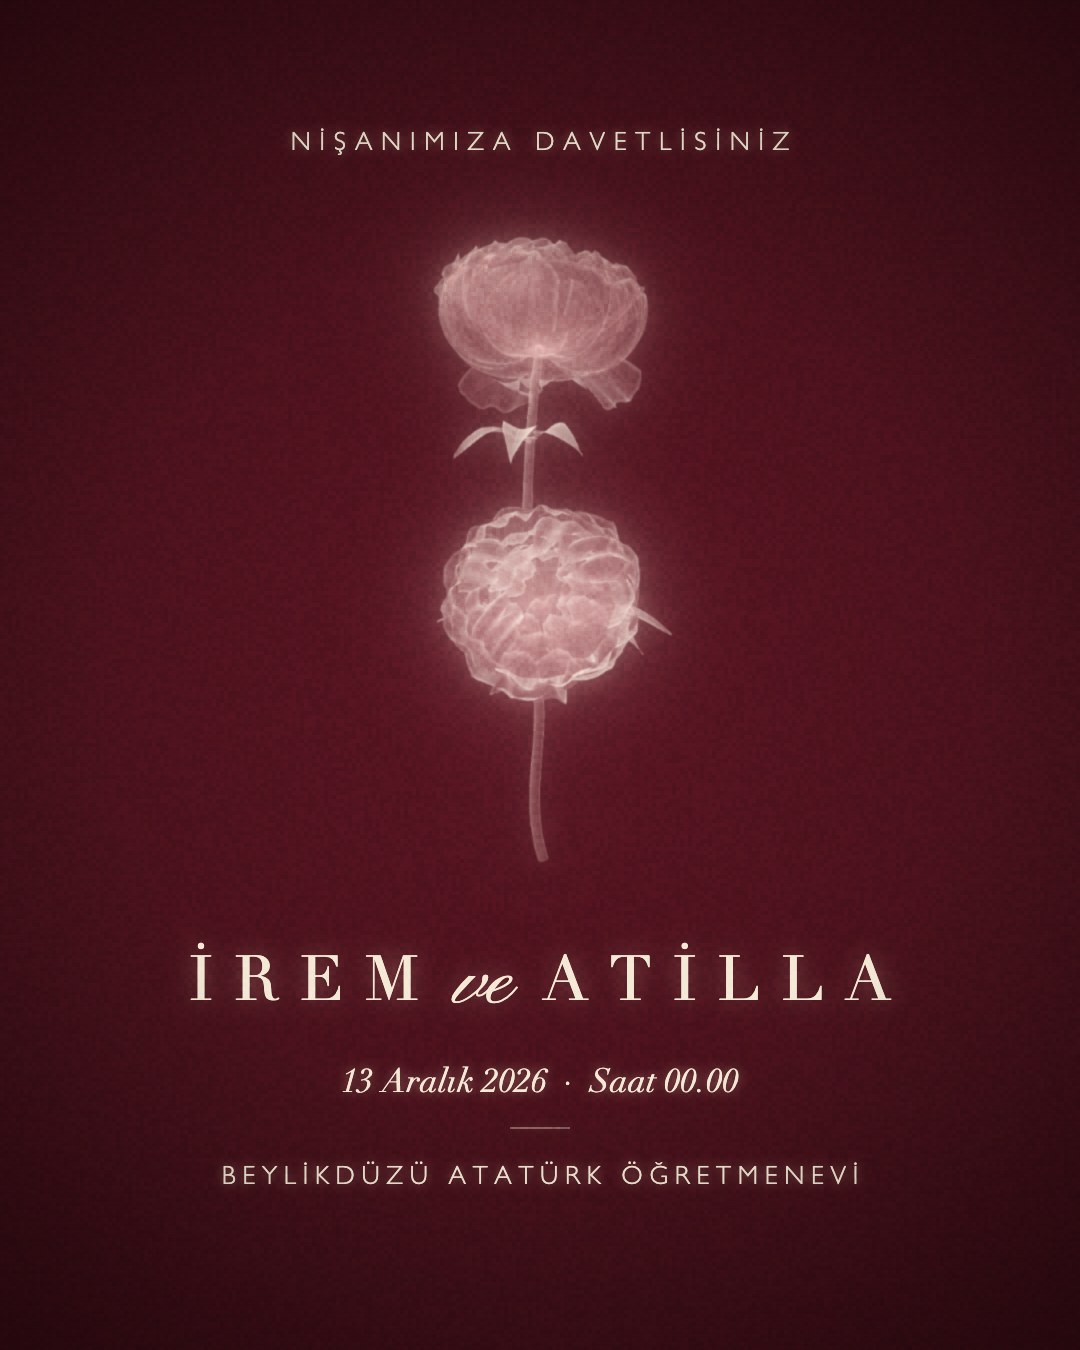 NİŞANIMIZA DAVETLİSİNİZ
İREM ve ATİLLA
13 Aralık 2026 · Saat 00.00
BEYLİKDÜZÜ ATATÜRK ÖĞRETMENEVİ